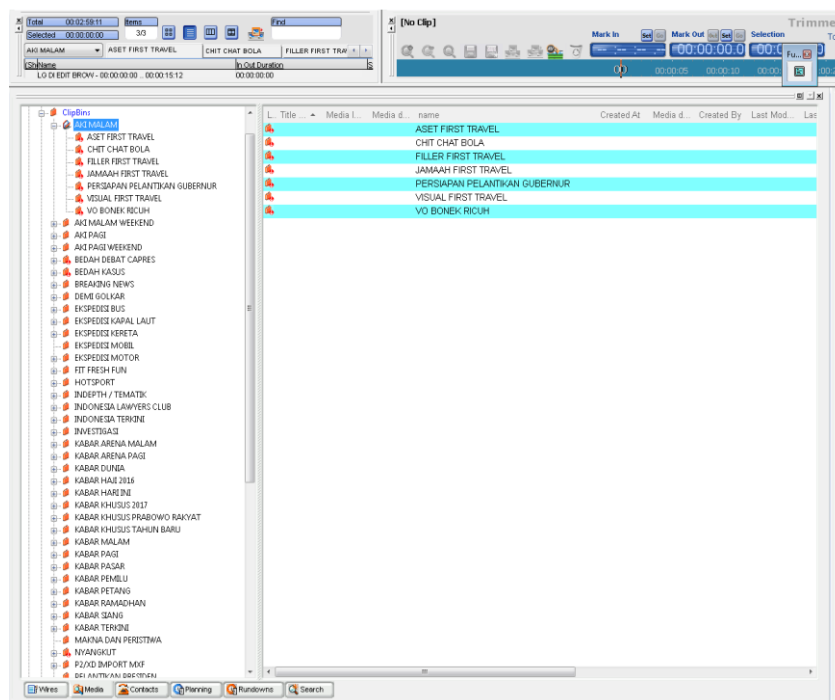 Total 00:02:59:11 Items Find
Selected 00:00:00:00 3/3
AKI MALAM ASET FIRST TRAVEL CHIT CHAT BOLA FILLER FIRST TRA
Name In Out Duration S
LG DI EDIT BROW - 00:00:00:00 .. 00:00:15:12 00:00:00:00
[No Clip] Trimme
Mark In Set Mark Out Set Selection To
--:--:--.-- 00:00:00.0 00:0 Fu...
00 00:00:05 00:00:10 00:00:
ClipBins
AKI MALAM
ASET FIRST TRAVEL
CHIT CHAT BOLA
FILLER FIRST TRAVEL
JAMAAH FIRST TRAVEL
PERSIAPAN PELANTIKAN GUBERNUR
VISUAL FIRST TRAVEL
VO BONEK RICUH
AKI MALAM WEEKEND
AKI PAGI
AKI PAGI WEEKEND
BEDAH DEBAT CAPRES
BEDAH KASUS
BREAKING NEWS
DEMI GOLKAR
EKSPEDISI BUS
EKSPEDISI KAPAL LAUT
EKSPEDISI KERETA
EKSPEDISI MOBIL
EKSPEDISI MOTOR
FIT FRESH FUN
HOTSPORT
INDEPTH / TEMATIK
INDONESIA LAWYERS CLUB
INDONESIA TERKINI
INVESTIGASI
KABAR ARENA MALAM
KABAR ARENA PAGI
KABAR DUNIA
KABAR HAJI 2016
KABAR HARI INI
KABAR KHUSUS 2017
KABAR KHUSUS PRABOWO RAKYAT
KABAR KHUSUS TAHUN BARU
KABAR MALAM
KABAR PAGI
KABAR PASAR
KABAR PEMILU
KABAR PETANG
KABAR RAMADHAN
KABAR SIANG
KABAR TERKINI
MAKNA DAN PERISTIWA
NYANGKUT
P2/XD IMPORT MXF
PELANTIKAN PRESIDEN
L... Title ... Media I... Media d... name Created At Media d... Created By Last Mod... Las
ASET FIRST TRAVEL
CHIT CHAT BOLA
FILLER FIRST TRAVEL
JAMAAH FIRST TRAVEL
PERSIAPAN PELANTIKAN GUBERNUR
VISUAL FIRST TRAVEL
VO BONEK RICUH
Wires Media Contacts Planning Rundowns Search